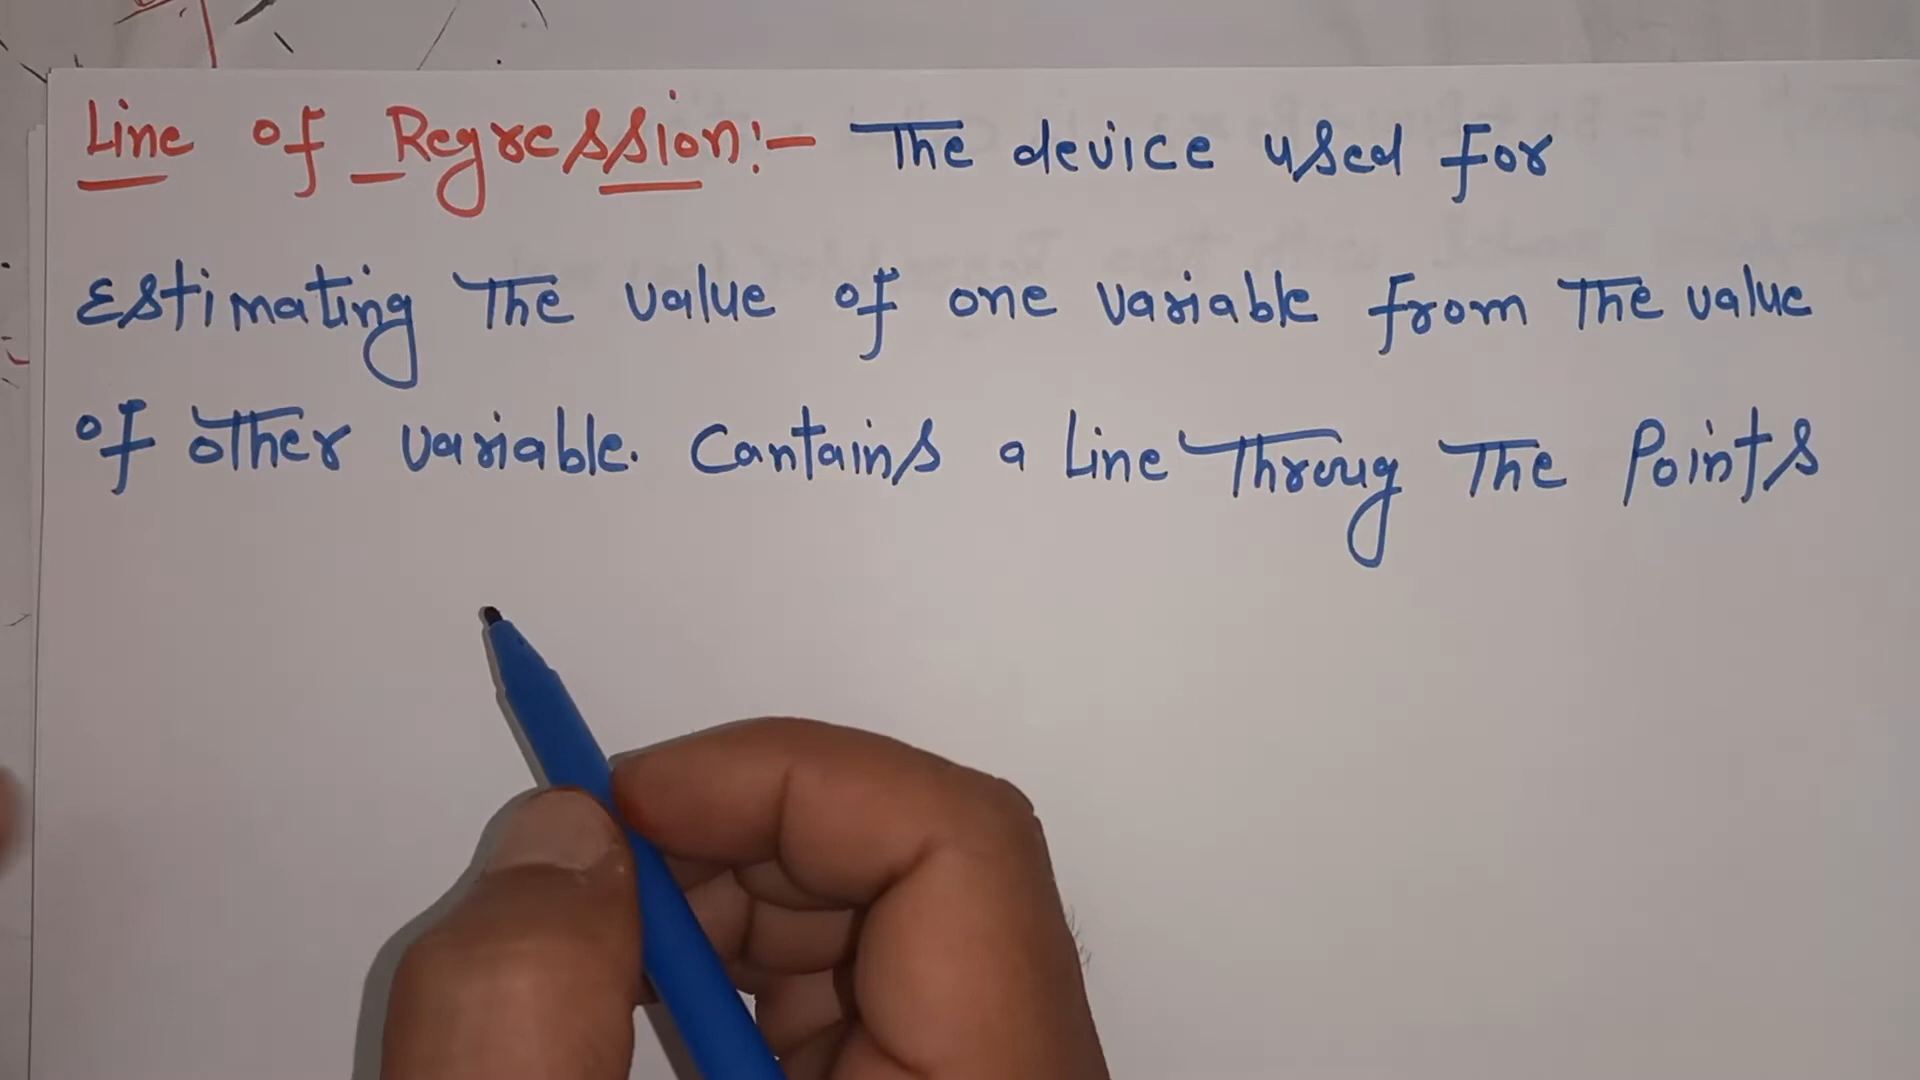 Line of Regression:- The device used for
Estimating The value of one variable from The value
of other variable. Cantains a Line Throug The Points